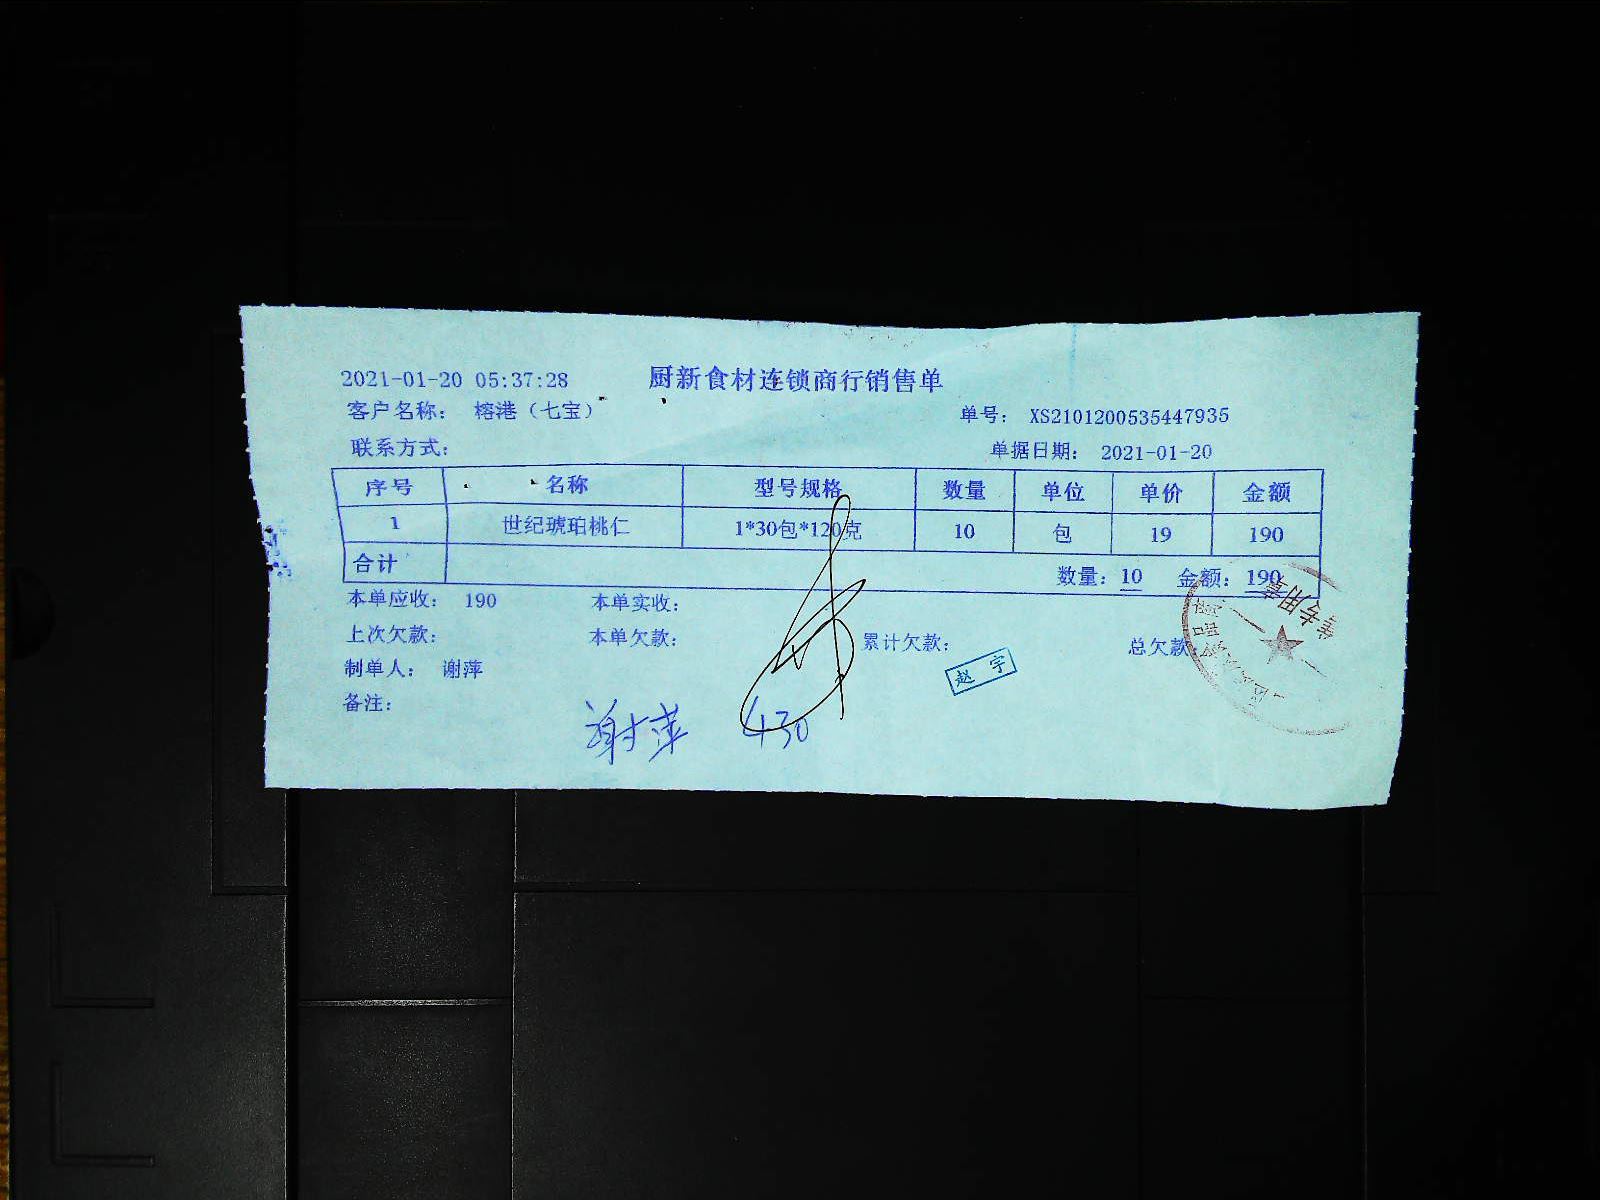 2021-01-20 05:37:28 厨新食材连锁商行销售单
客户名称： 榕港（七宝） 单号： XS2101200535447935
联系方式： 单据日期： 2021-01-20
序号 名称 型号规格 数量 单位 单价 金额
1 世纪琥珀桃仁 1*30包*120克 10 包 19 190
合计 数量：10 金额：190
本单应收： 190 本单实收：
上次欠款： 本单欠款： 累计欠款： 总欠款：
制单人： 谢萍 赵宇
备注：
谢萍 430
专用章